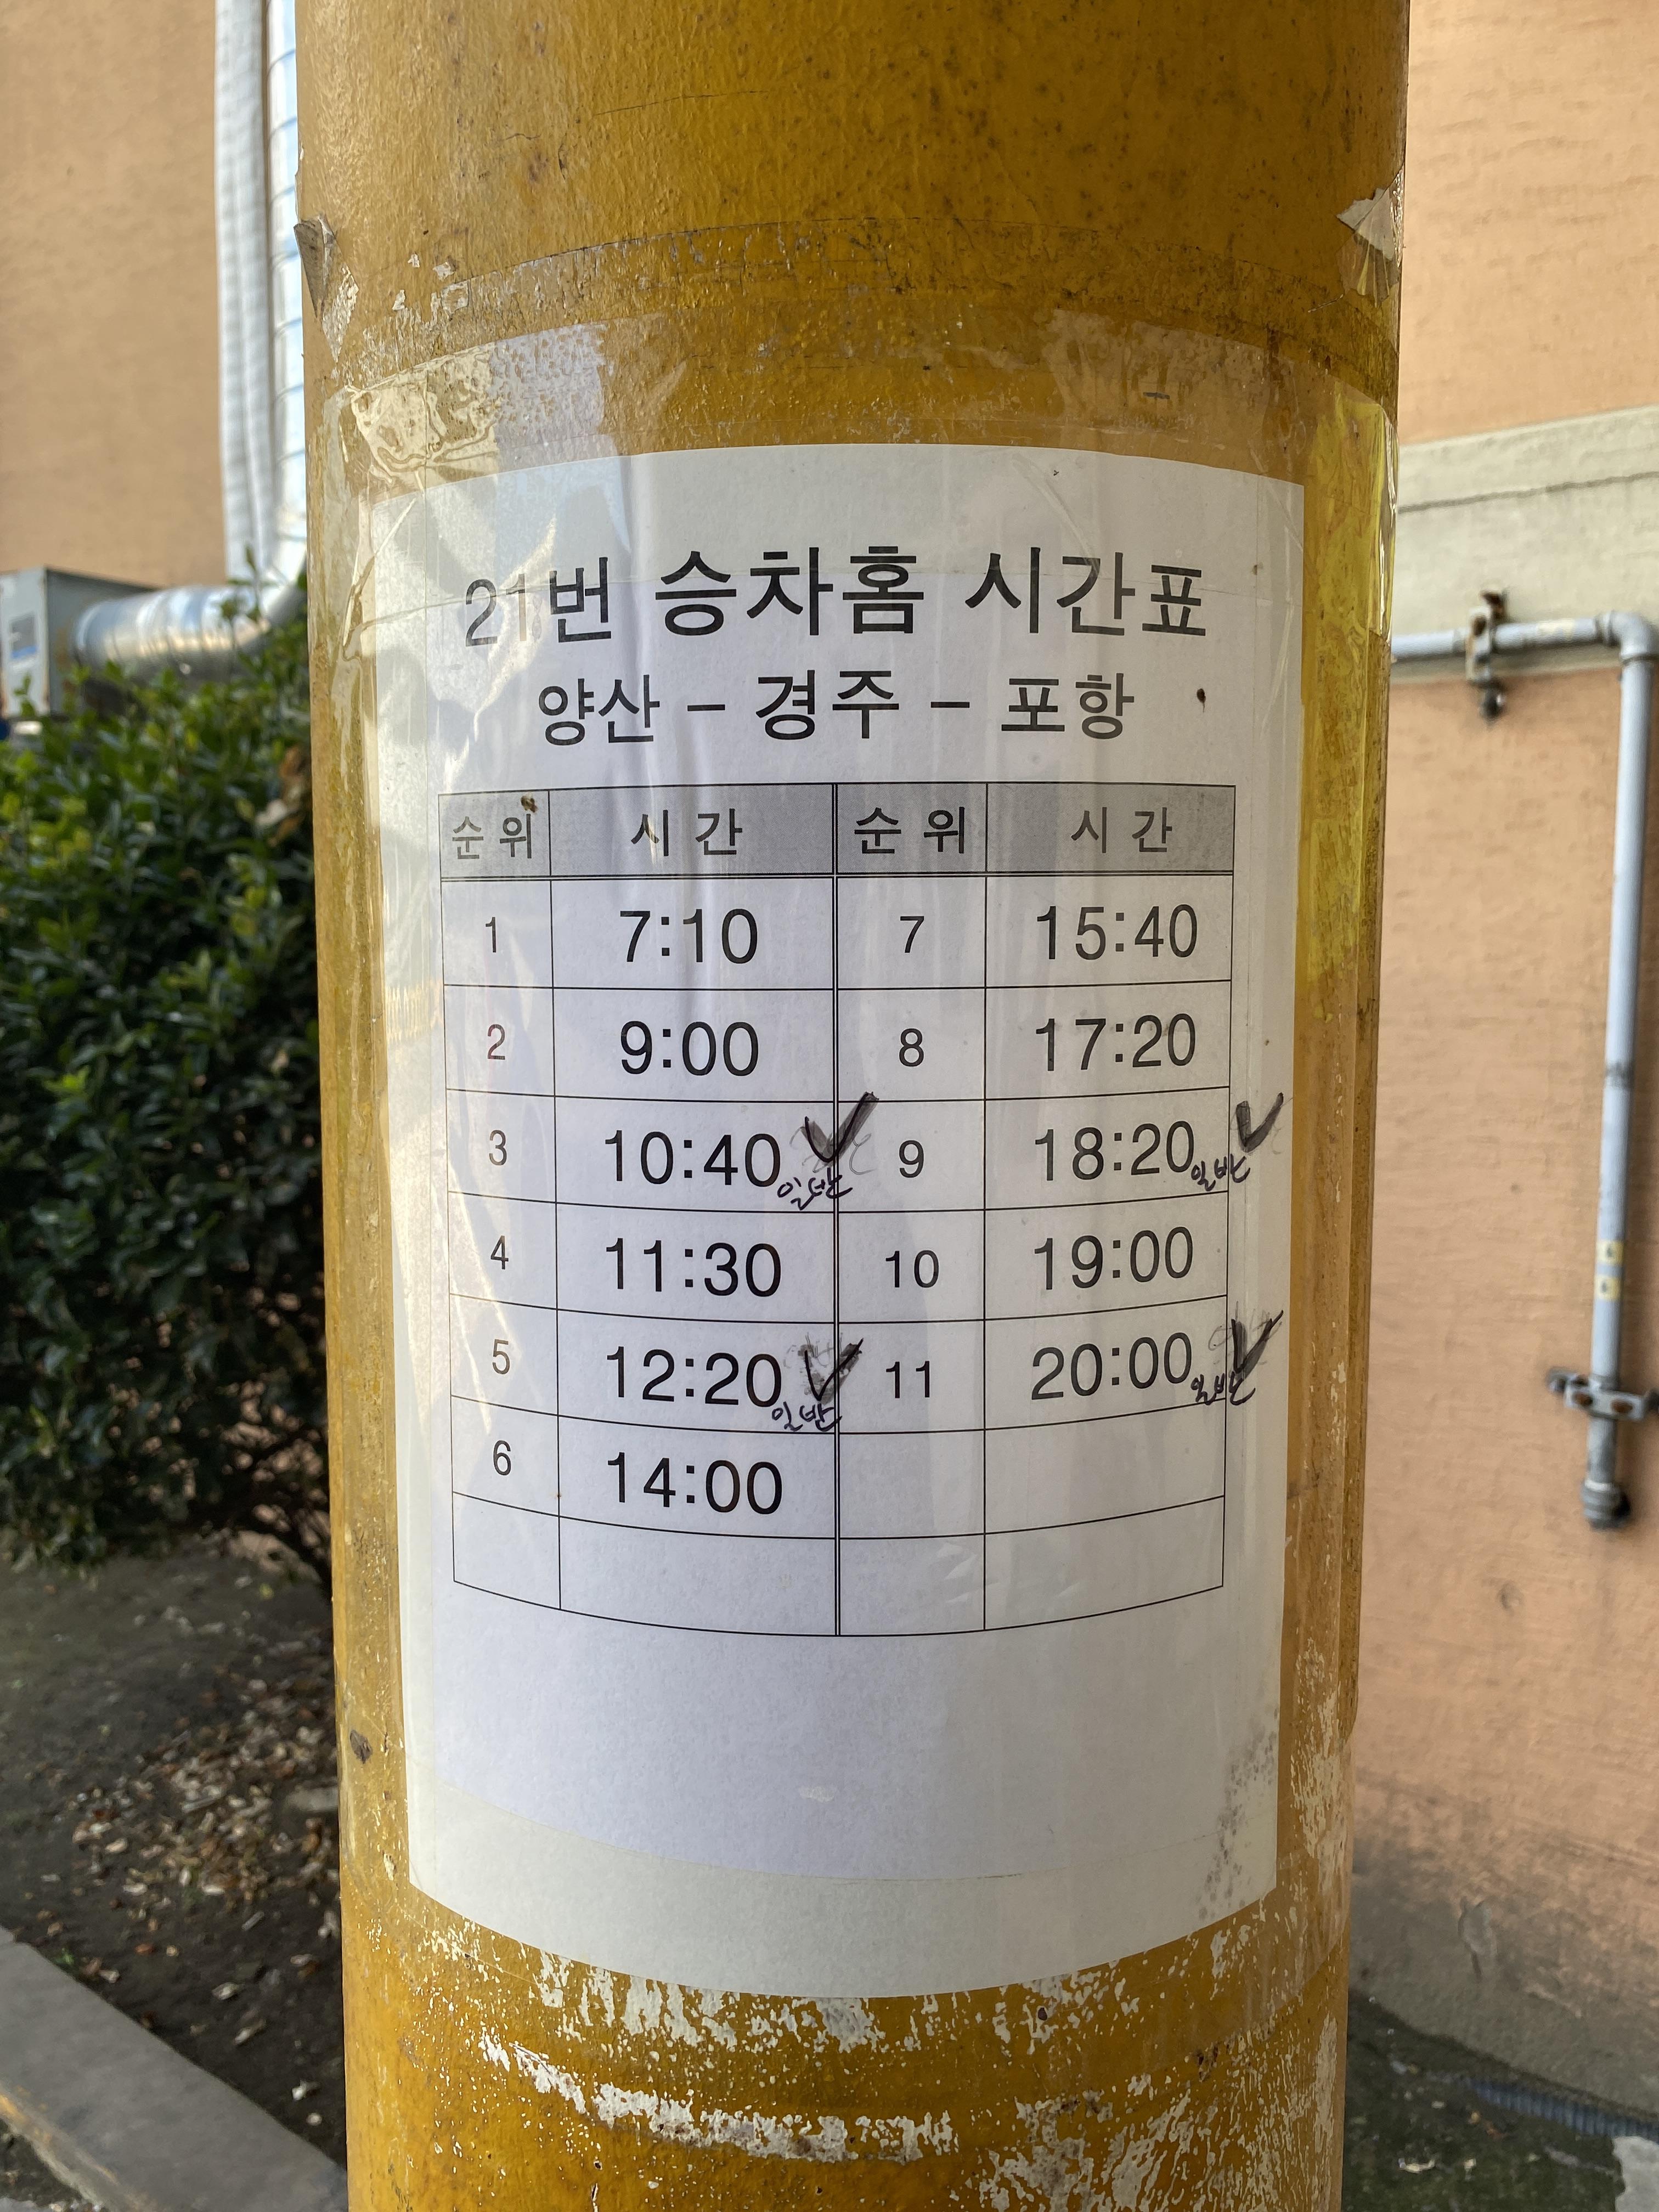 21번 승차홈 시간표
양산 - 경주 - 포항
순위 시간 순위 시간
1 7:10 7 15:40
2 9:00 8 17:20
3 10:40 일반 9 18:20 일반
4 11:30 10 19:00
5 12:20 일반 11 20:00 일반
6 14:00